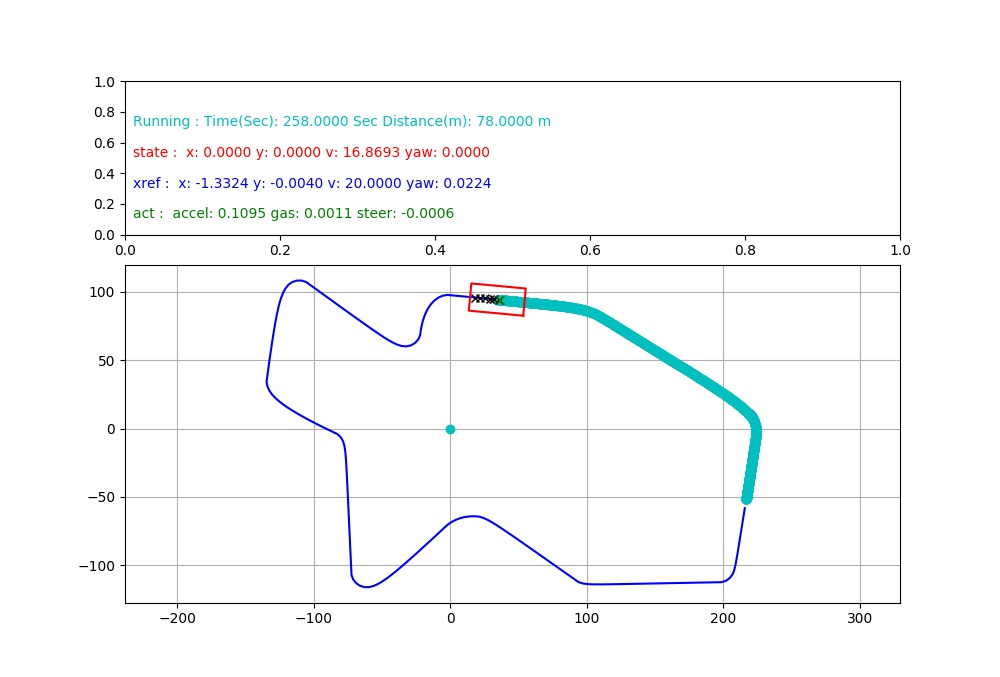 1.0
0.8
Running : Time(Sec): 258.0000 Sec Distance(m): 78.0000 m
0.6
state :  x: 0.0000 y: 0.0000 v: 16.8693 yaw: 0.0000
0.4
xref :  x: -1.3324 y: -0.0040 v: 20.0000 yaw: 0.0224
0.2
act :  accel: 0.1095 gas: 0.0011 steer: -0.0006
0.0
0.0 0.2 0.4 0.6 0.8 1.0
100
50
0
−50
−100
−200 −100 0 100 200 300